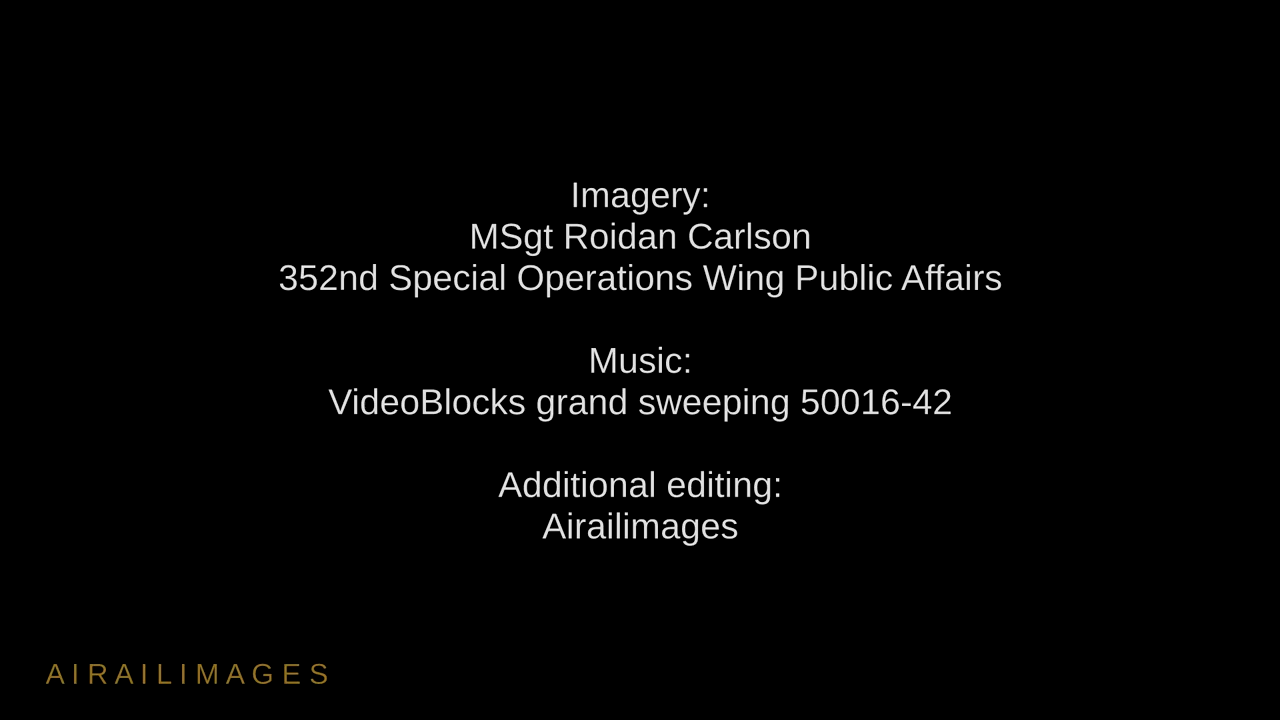 Imagery:
MSgt Roidan Carlson
352nd Special Operations Wing Public Affairs
Music:
VideoBlocks grand sweeping 50016-42
Additional editing:
Airailimages
AIRAILIMAGES